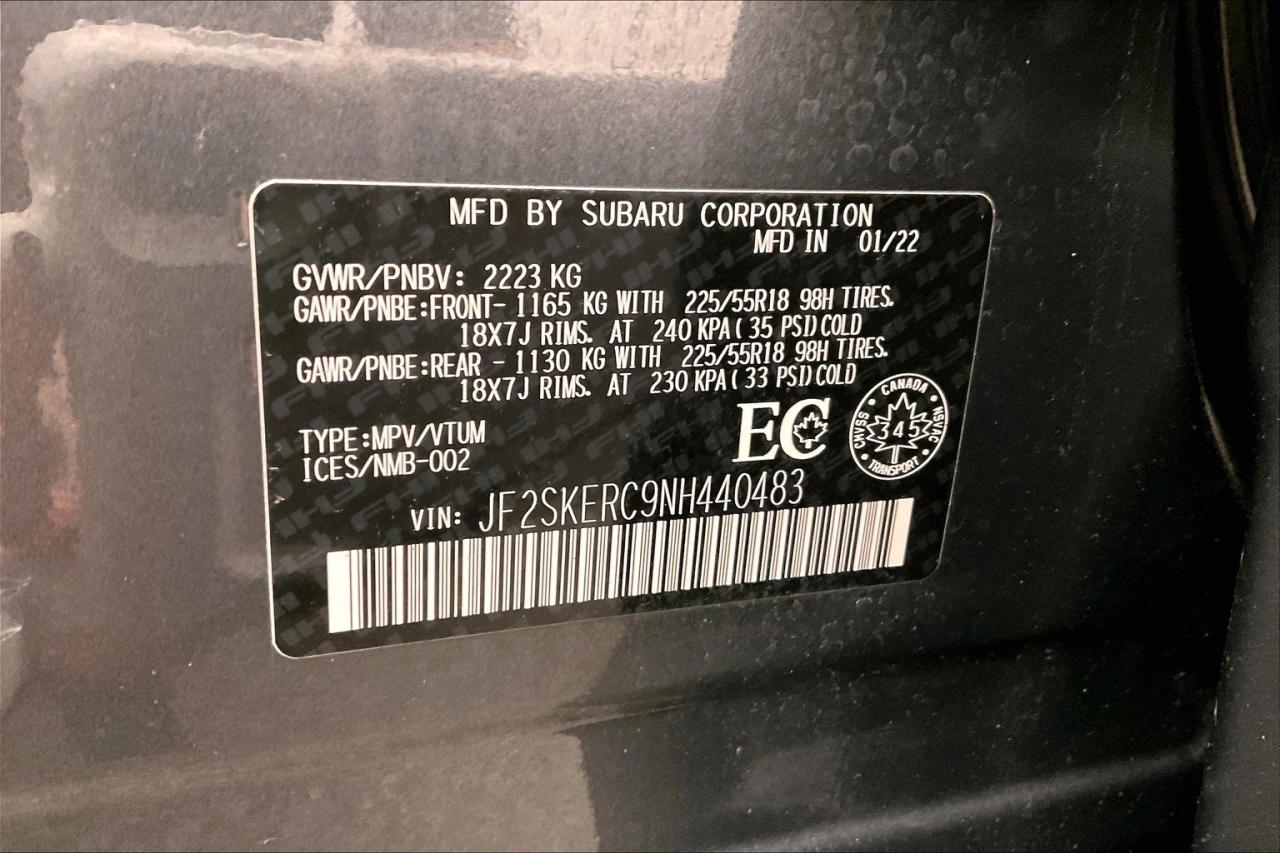 MFD BY SUBARU CORPORATION
MFD IN 01/22
GVWR/PNBV: 2223 KG
GAWR/PNBE:FRONT- 1165 KG WITH 225/55R18 98H TIRES.
18X7J RIMS. AT 240 KPA(35 PSI)COLD
GAWR/PNBE:REAR - 1130 KG WITH 225/55R18 98H TIRES.
18X7J RIMS. AT 230 KPA(33 PSI)COLD
TYPE:MPV/VTUM
ICES/NMB-002
EC
CANADA
CMVSS
345
NSVAC
TRANSPORT
VIN: JF2SKERC9NH440483